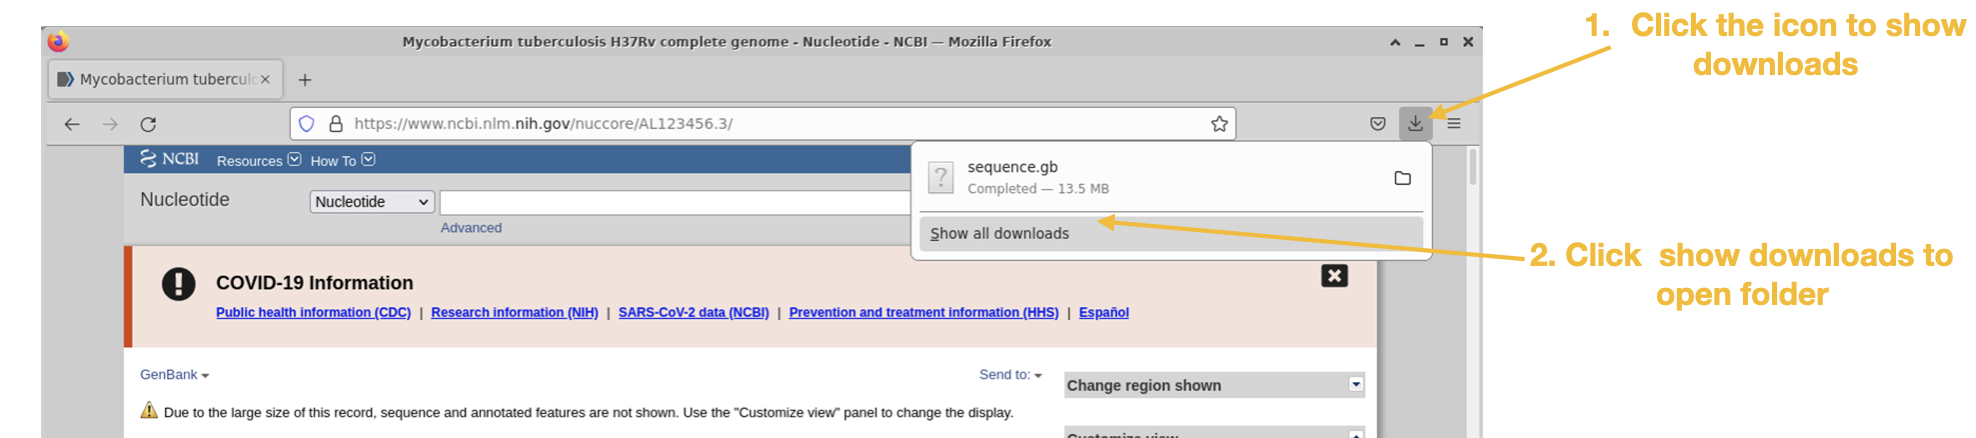 1. Click the icon to show
downloads
Mycobacterium tuberculosis H37Rv complete genome - Nucleotide - NCBI — Mozilla Firefox
Mycobacterium tubercul
https://www.ncbi.nlm.nih.gov/nuccore/AL123456.3/
NCBI Resources How To
sequence.gb
Completed — 13.5 MB
Show all downloads
Nucleotide
Nucleotide
Advanced
2. Click show downloads to
open folder
COVID-19 Information
Public health information (CDC) | Research information (NIH) | SARS-CoV-2 data (NCBI) | Prevention and treatment information (HHS) | Español
GenBank
Send to:
Change region shown
Due to the large size of this record, sequence and annotated features are not shown. Use the "Customize view" panel to change the display.
Customize view